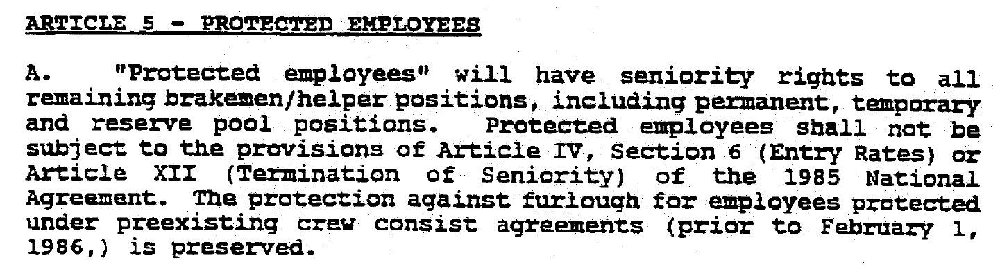 ARTICLE 5 - PROTECTED EMPLOYEES
A. "Protected employees" will have seniority rights to all
remaining brakemen/helper positions, including permanent, temporary
and reserve pool positions. Protected employees shall not be
subject to the provisions of Article IV, Section 6 (Entry Rates) or
Article XII (Termination of Seniority) of the 1985 National
Agreement. The protection against furlough for employees protected
under preexisting crew consist agreements (prior to February 1,
1986,) is preserved.